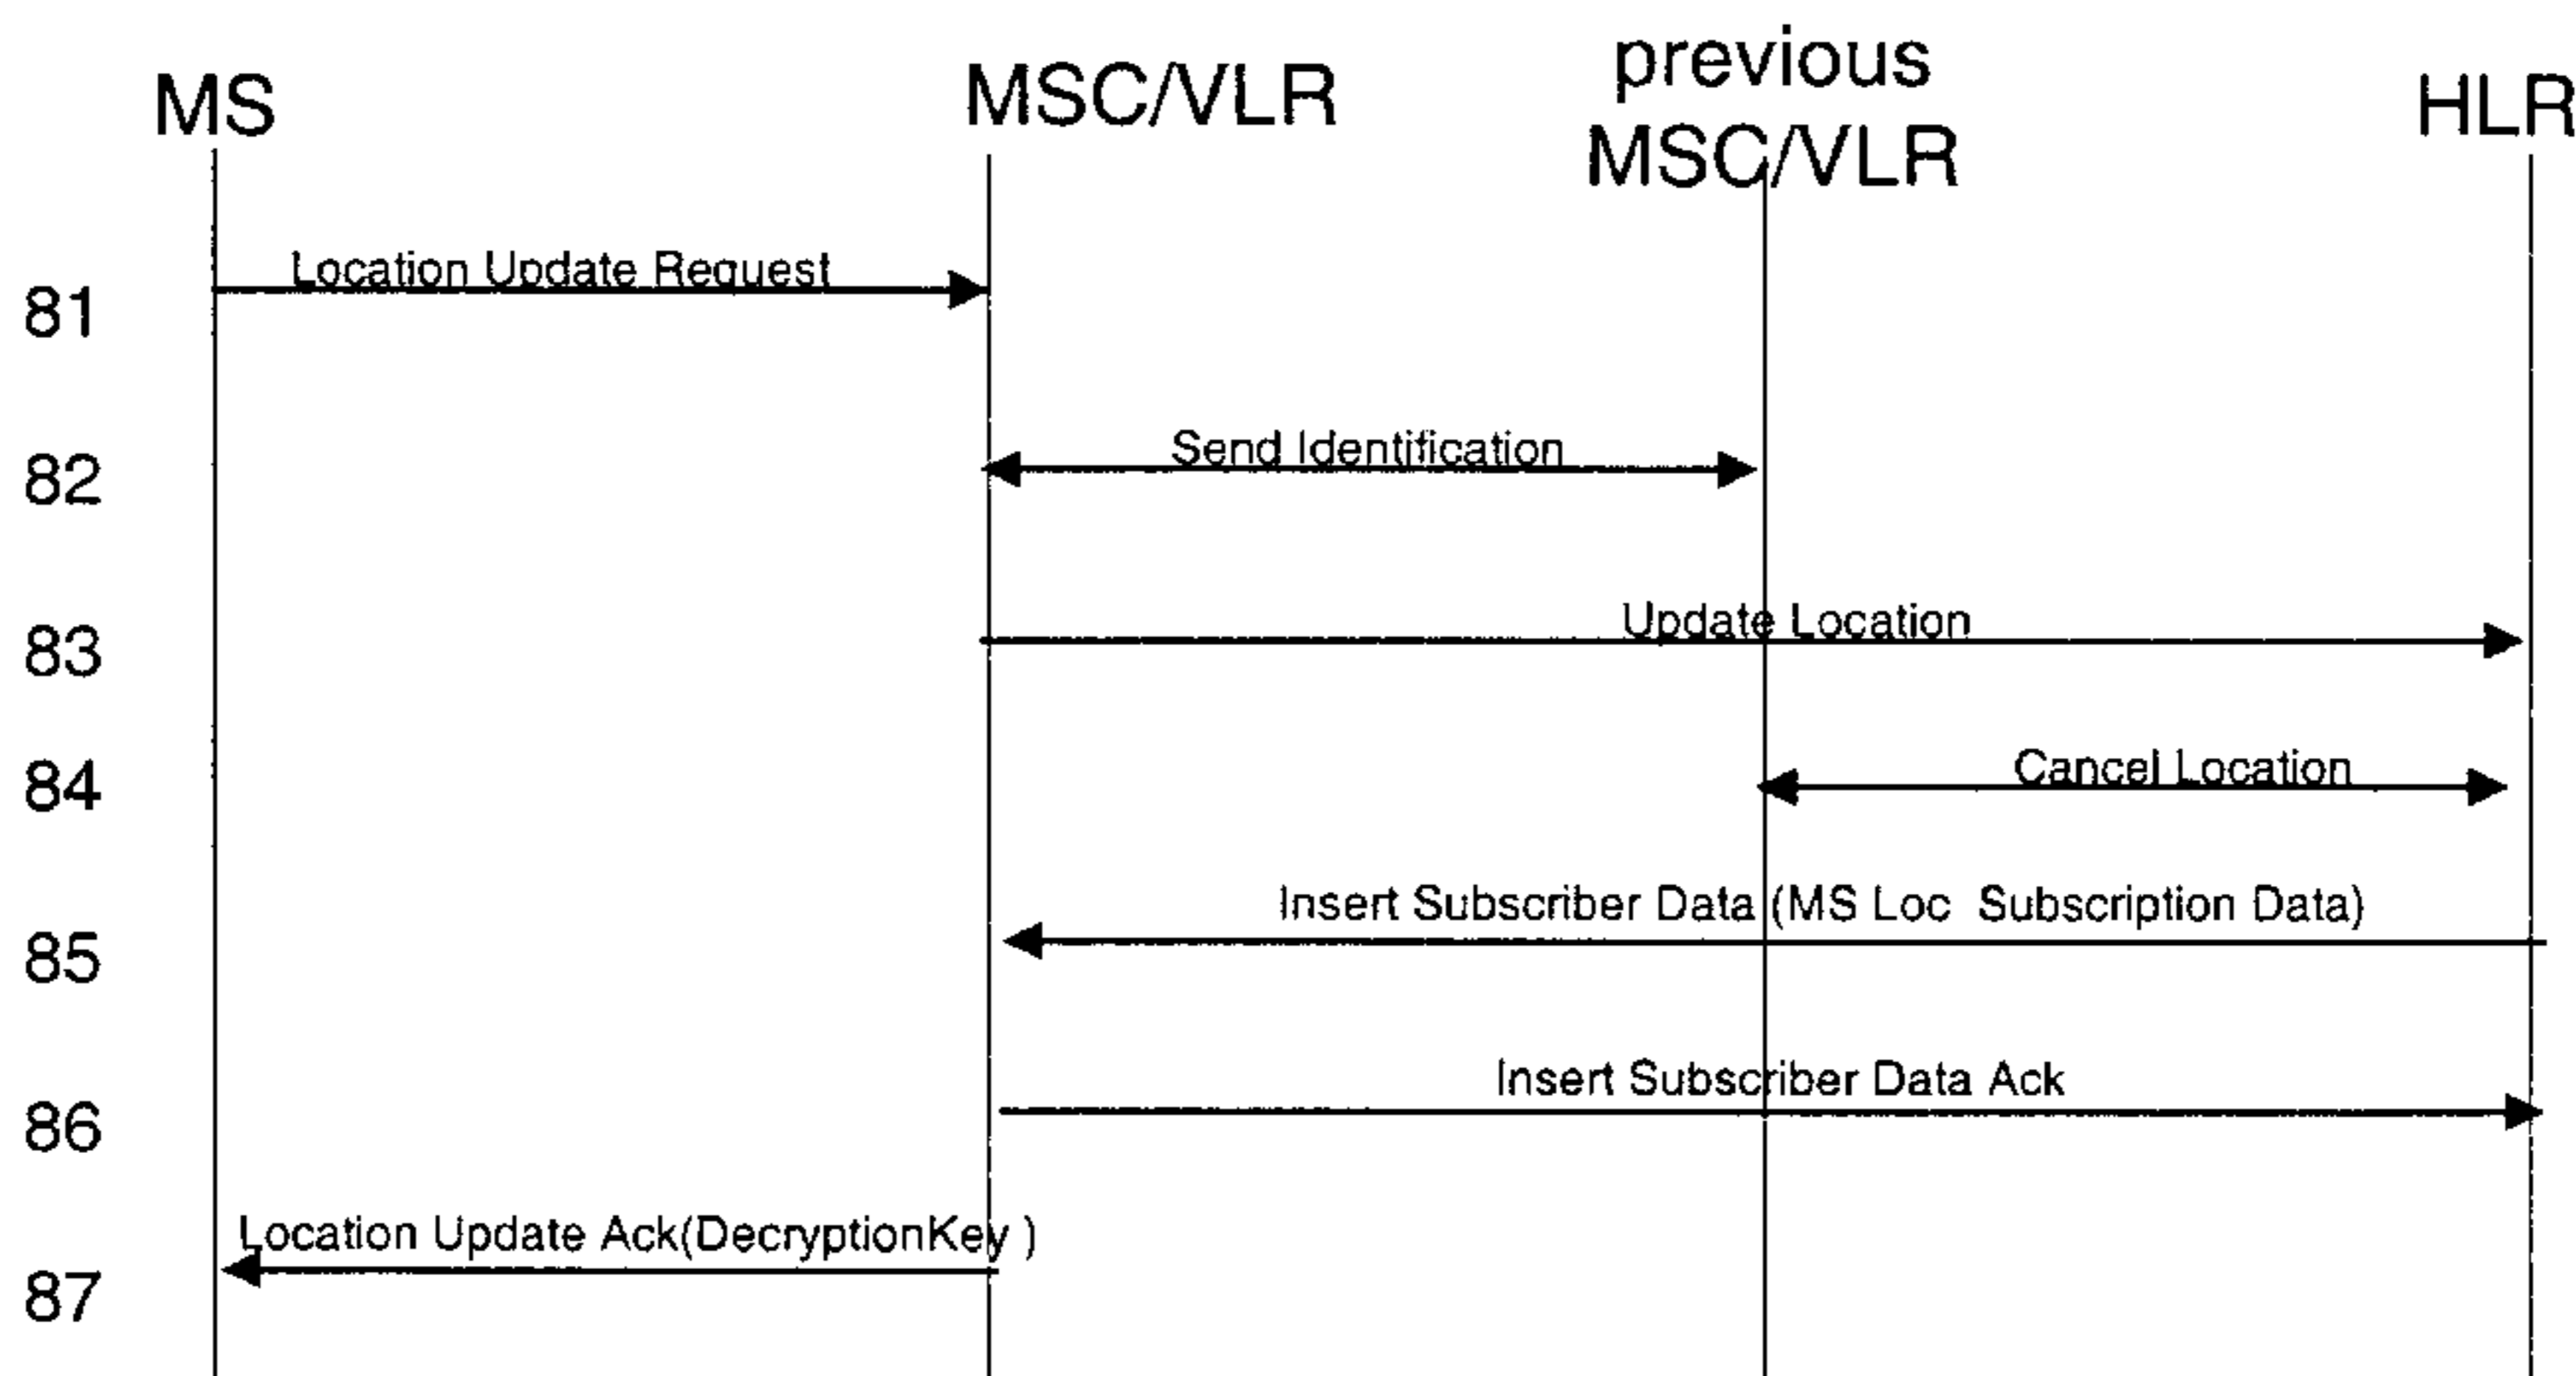 MS
MSC/VLR
previous
MSC/VLR
HLR
81
Location Update Request
82
Send Identification
83
Update Location
84
Cancel Location
85
Insert Subscriber Data (MS Loc Subscription Data)
86
Insert Subscriber Data Ack
87
Location Update Ack(DecryptionKey )